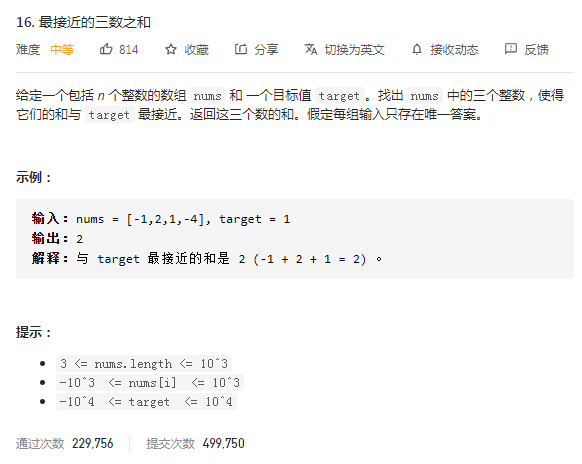 16. 最接近的三数之和
难度 中等 814 收藏 分享 切换为英文 接收动态 反馈
给定一个包括 n 个整数的数组 nums 和 一个目标值 target。找出 nums 中的三个整数，使得
它们的和与 target 最接近。返回这三个数的和。假定每组输入只存在唯一答案。
示例：
输入：nums = [-1,2,1,-4], target = 1
输出：2
解释：与 target 最接近的和是 2 (-1 + 2 + 1 = 2) 。
提示：
3 <= nums.length <= 10^3
-10^3 <= nums[i] <= 10^3
-10^4 <= target <= 10^4
通过次数 229,756 提交次数 499,750